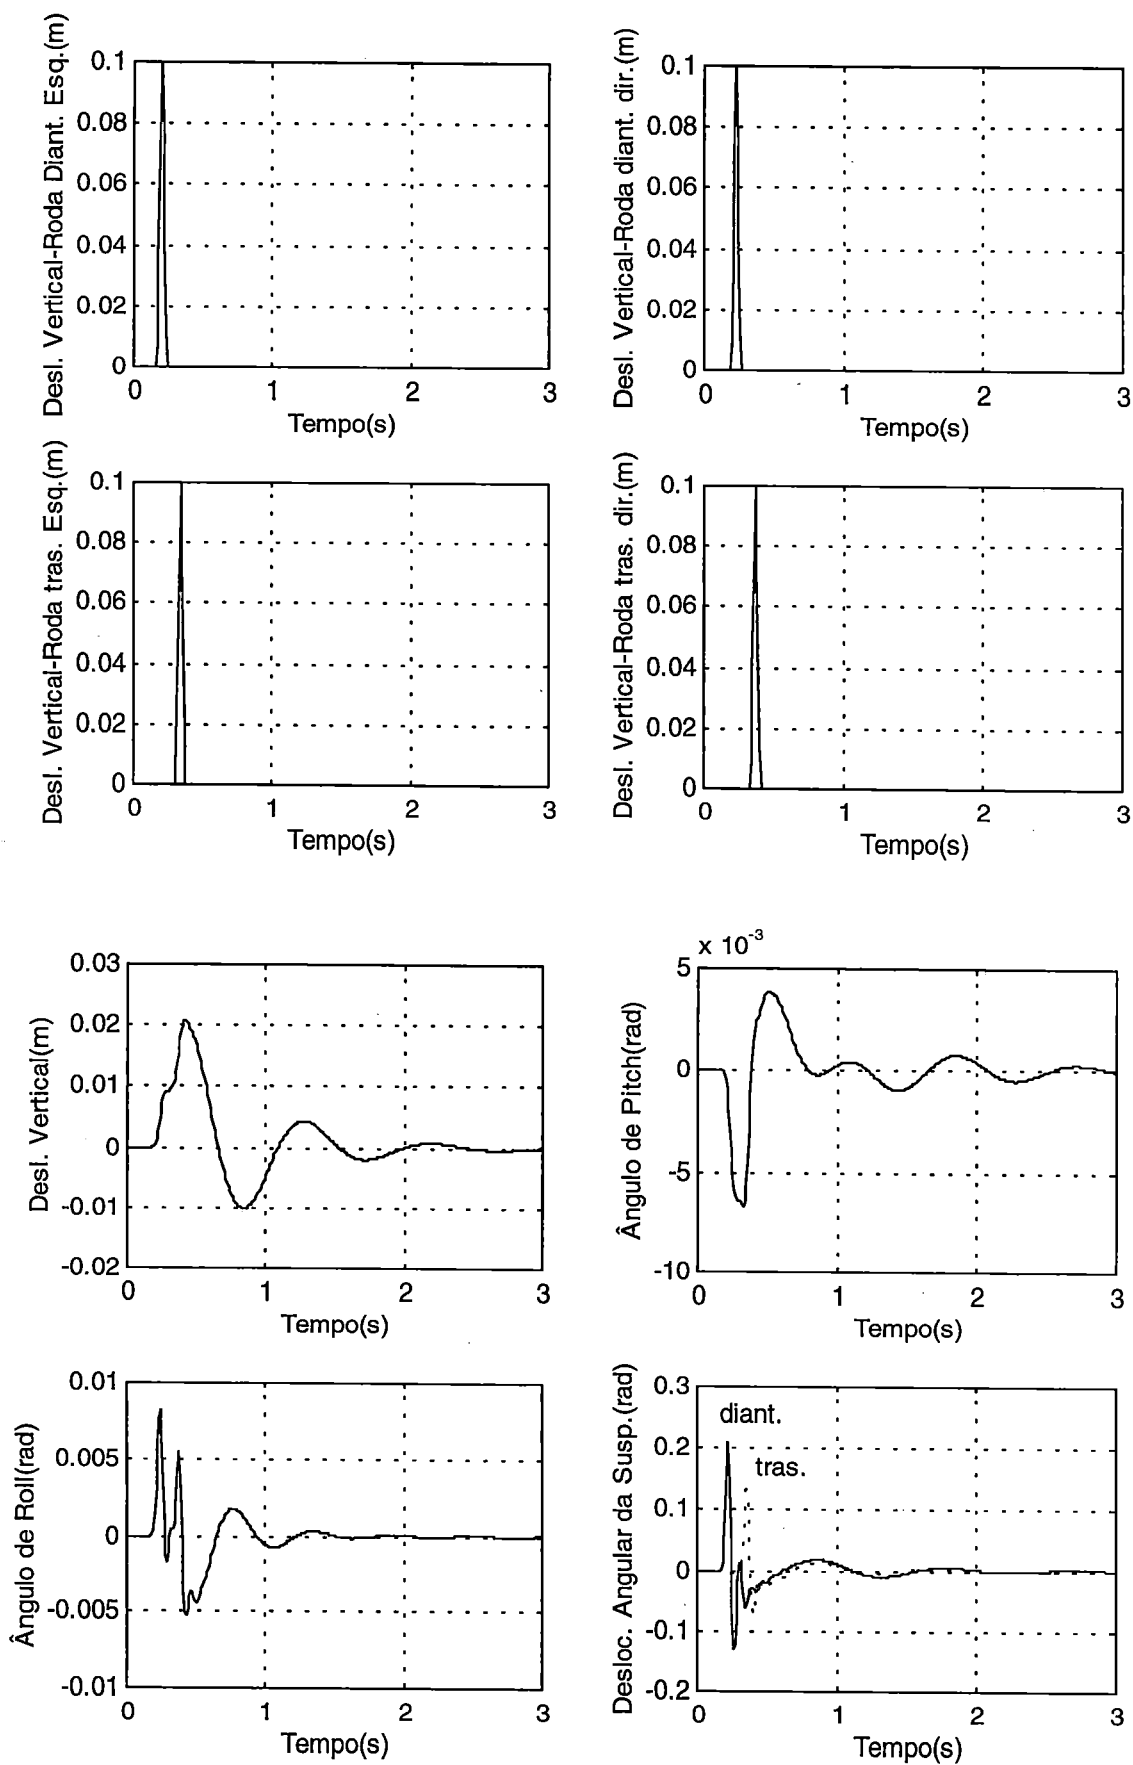 Desl. Vertical-Roda Diant. Esq.(m)
0.1
0.08
0.06
0.04
0.02
0
0 1 2 3
Tempo(s)
Desl. Vertical-Roda diant. dir.(m)
0.1
0.08
0.06
0.04
0.02
0
0 1 2 3
Tempo(s)
Desl. Vertical-Roda tras. Esq.(m)
0.1
0.08
0.06
0.04
0.02
0
0 1 2 3
Tempo(s)
Desl. Vertical-Roda tras. dir.(m)
0.1
0.08
0.06
0.04
0.02
0
0 1 2 3
Tempo(s)
Desl. Vertical(m)
0.03
0.02
0.01
0
-0.01
-0.02
0 1 2 3
Tempo(s)
x 10-3
Ângulo de Pitch(rad)
5
0
-5
-10
0 1 2 3
Tempo(s)
Ângulo de Roll(rad)
0.01
0.005
0
-0.005
-0.01
0 1 2 3
Tempo(s)
Desloc. Angular da Susp.(rad)
0.3
0.2
0.1
0
-0.1
-0.2
diant.
tras.
0 1 2 3
Tempo(s)